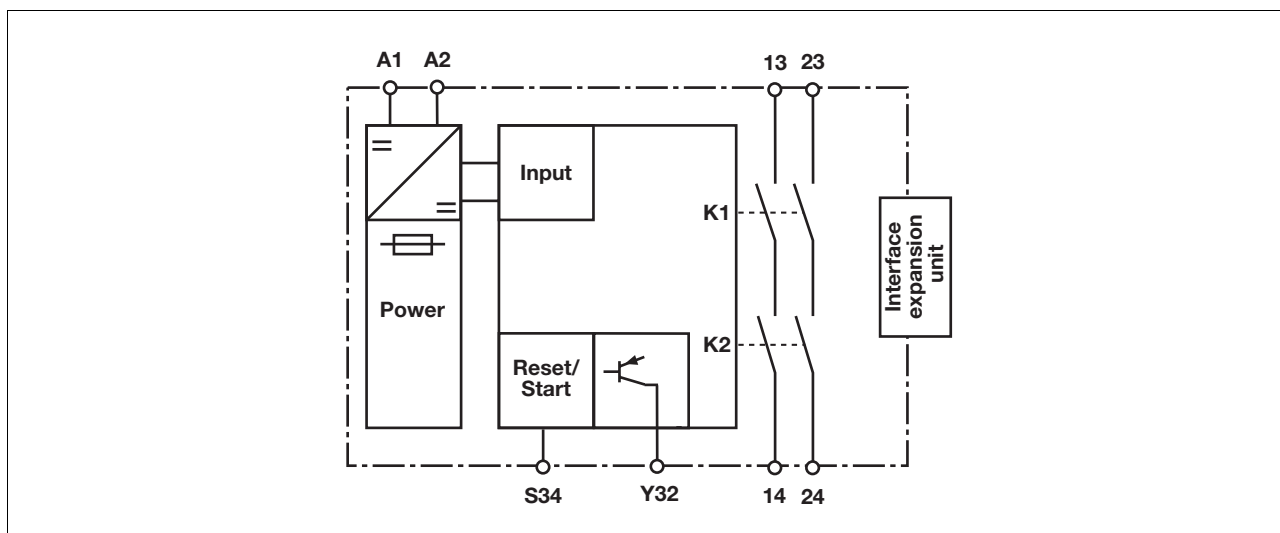 A1 A2
13 23
Input
K1
Interface
expansion
unit
Power
K2
Reset/
Start
S34
Y32
14 24